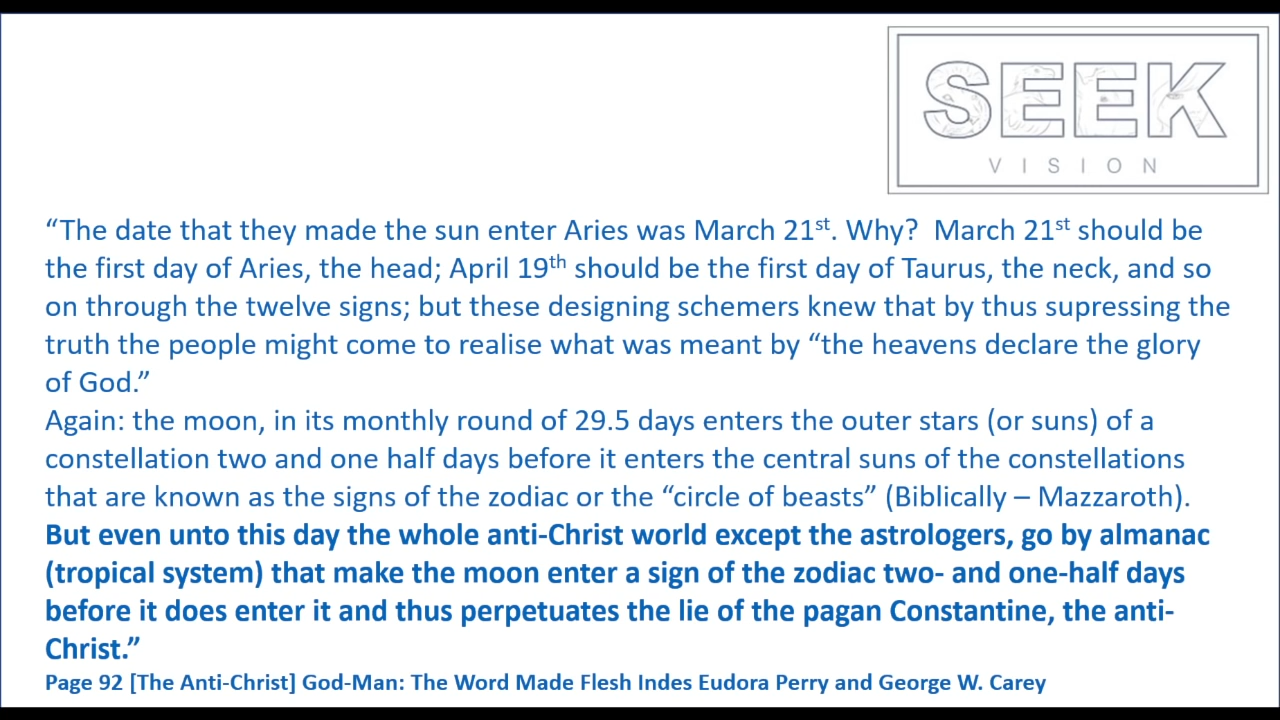 SEEK
VISION
“The date that they made the sun enter Aries was March 21st. Why?  March 21st should be
the first day of Aries, the head; April 19th should be the first day of Taurus, the neck, and so
on through the twelve signs; but these designing schemers knew that by thus supressing the
truth the people might come to realise what was meant by “the heavens declare the glory
of God.”
Again: the moon, in its monthly round of 29.5 days enters the outer stars (or suns) of a
constellation two and one half days before it enters the central suns of the constellations
that are known as the signs of the zodiac or the “circle of beasts” (Biblically – Mazzaroth).
But even unto this day the whole anti-Christ world except the astrologers, go by almanac
(tropical system) that make the moon enter a sign of the zodiac two- and one-half days
before it does enter it and thus perpetuates the lie of the pagan Constantine, the anti-
Christ.”
Page 92 [The Anti-Christ] God-Man: The Word Made Flesh Indes Eudora Perry and George W. Carey